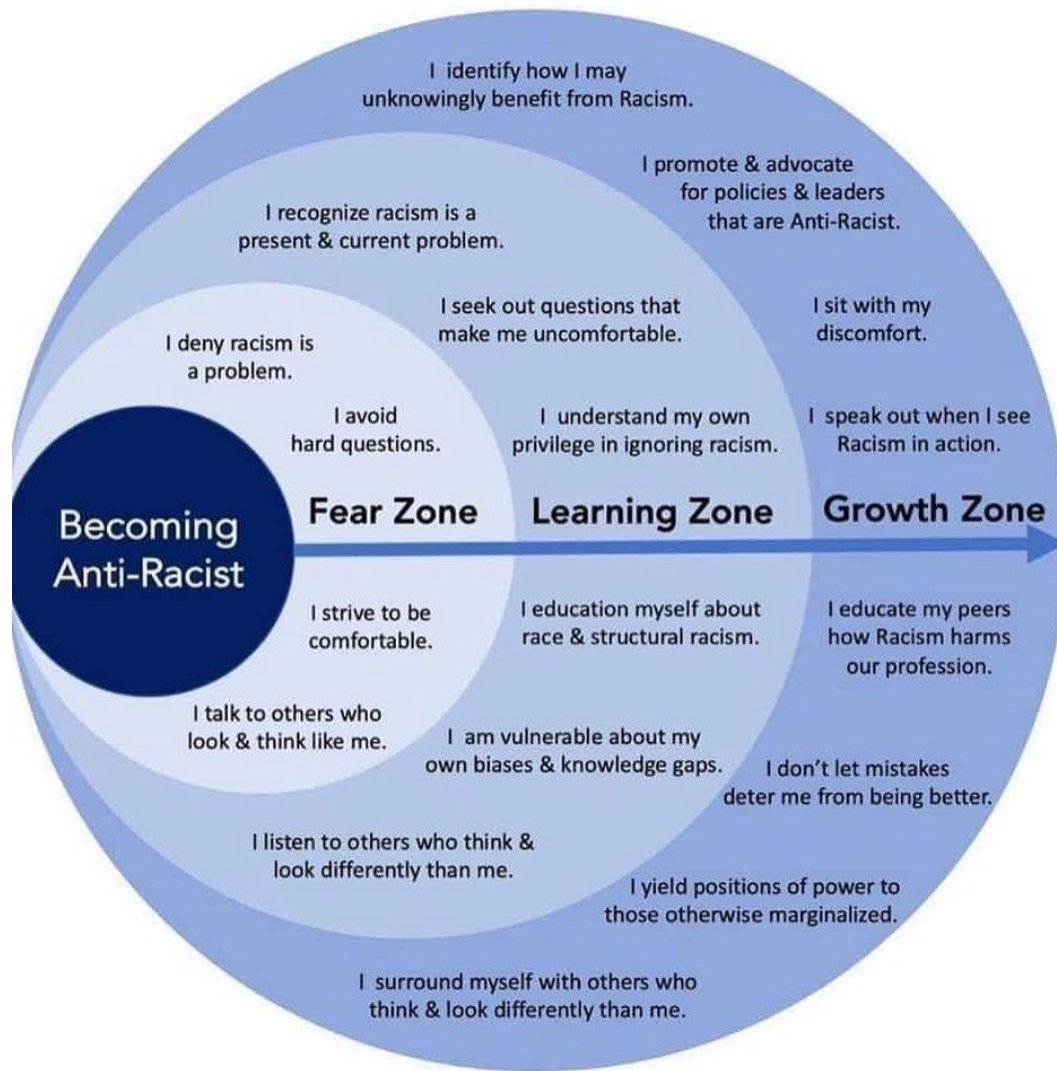 I identify how I may
unknowingly benefit from Racism.
I promote & advocate
for policies & leaders
that are Anti-Racist.
I recognize racism is a
present & current problem.
I seek out questions that
make me uncomfortable.
I sit with my
discomfort.
I deny racism is
a problem.
I avoid
hard questions.
I understand my own
privilege in ignoring racism.
I speak out when I see
Racism in action.
Becoming
Anti-Racist
Fear Zone
Learning Zone
Growth Zone
I strive to be
comfortable.
I education myself about
race & structural racism.
I educate my peers
how Racism harms
our profession.
I talk to others who
look & think like me.
I am vulnerable about my
own biases & knowledge gaps.
I don't let mistakes
deter me from being better.
I listen to others who think &
look differently than me.
I yield positions of power to
those otherwise marginalized.
I surround myself with others who
think & look differently than me.